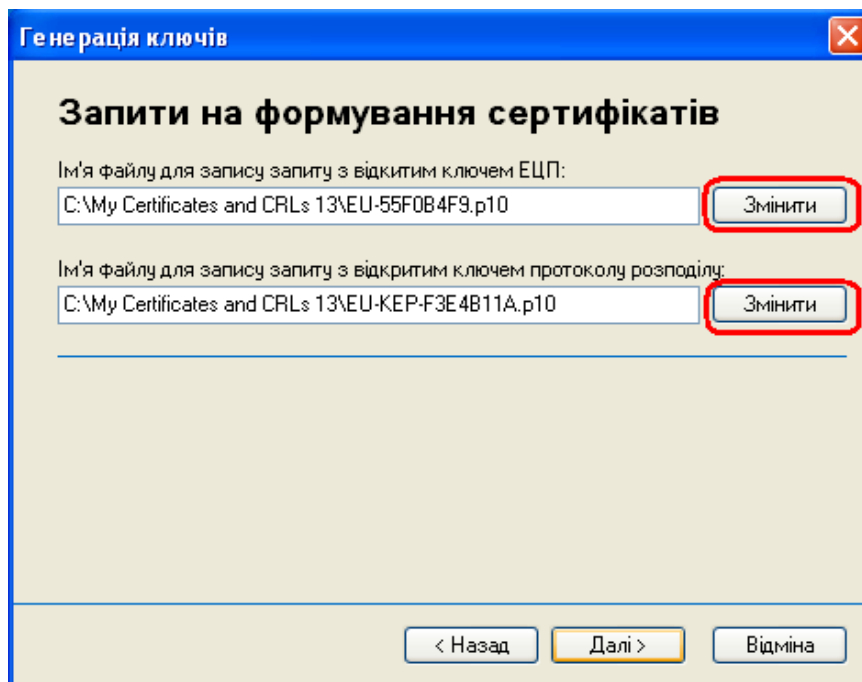 Генерація ключів
Запити на формування сертифікатів
Ім'я файлу для запису запиту з відкитим ключем ЕЦП:
C:\My Certificates and CRLs 13\EU-55F0B4F9.p10
Змінити
Ім'я файлу для запису запиту з відкритим ключем протоколу розподілу:
C:\My Certificates and CRLs 13\EU-KEP-F3E4B11A.p10
Змінити
< Назад
Далі >
Відміна